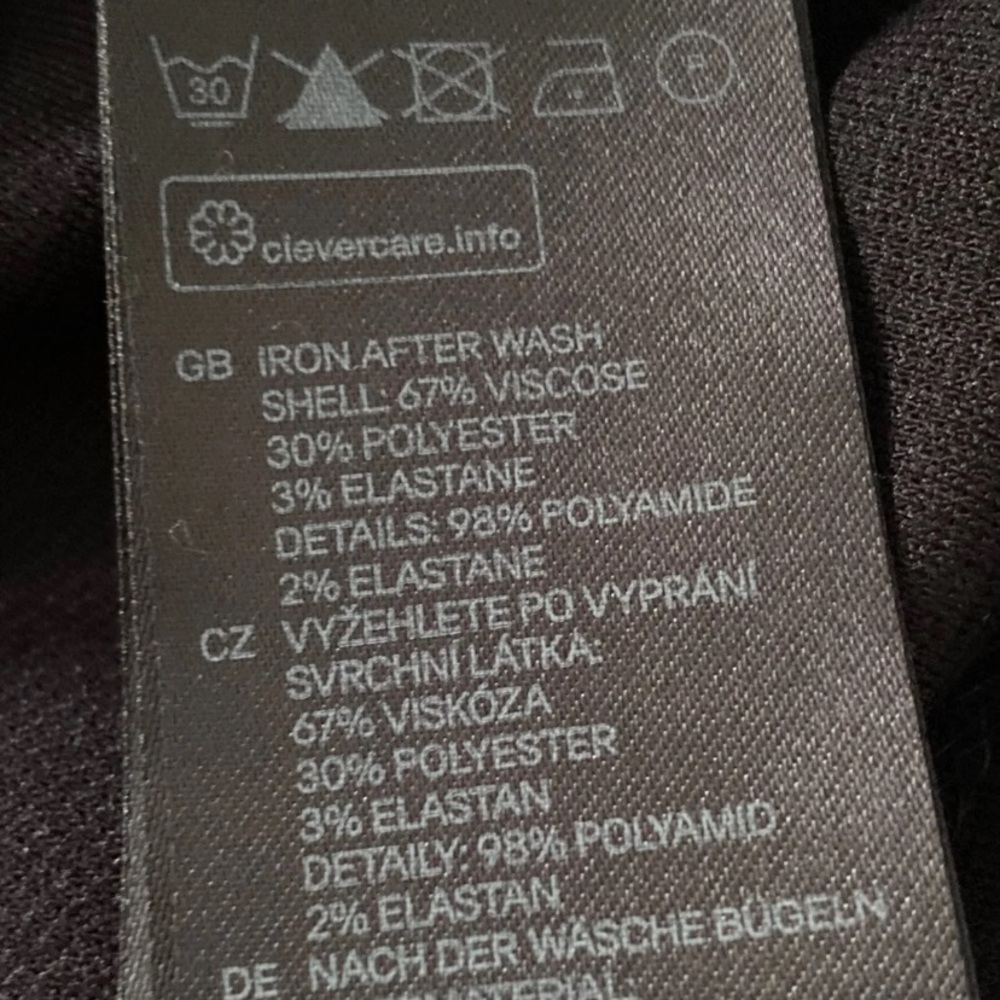 30
P
clevercare.info
GB IRON AFTER WASH
SHELL: 67% VISCOSE
30% POLYESTER
3% ELASTANE
DETAILS: 98% POLYAMIDE
2% ELASTANE
CZ VYŽEHLETE PO VYPRÁNÍ
SVRCHNÍ LÁTKA:
67% VISKÓZA
30% POLYESTER
3% ELASTAN
DETAILY: 98% POLYAMID
2% ELASTAN
DE NACH DER WÄSCHE BÜGELN